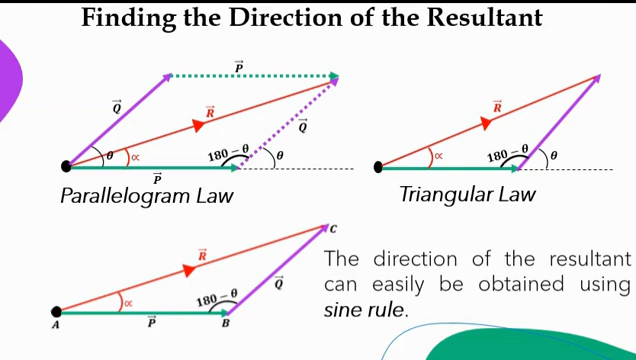 Finding the Direction of the Resultant
P⃗
Q⃗
R⃗
Q⃗
θ
∝
180 − θ
θ
P⃗
Parallelogram Law
R⃗
∝
180 − θ
θ
Triangular Law
C
R⃗
∝
180 − θ
Q⃗
A
P⃗
B
The direction of the resultant
can easily be obtained using
sine rule.